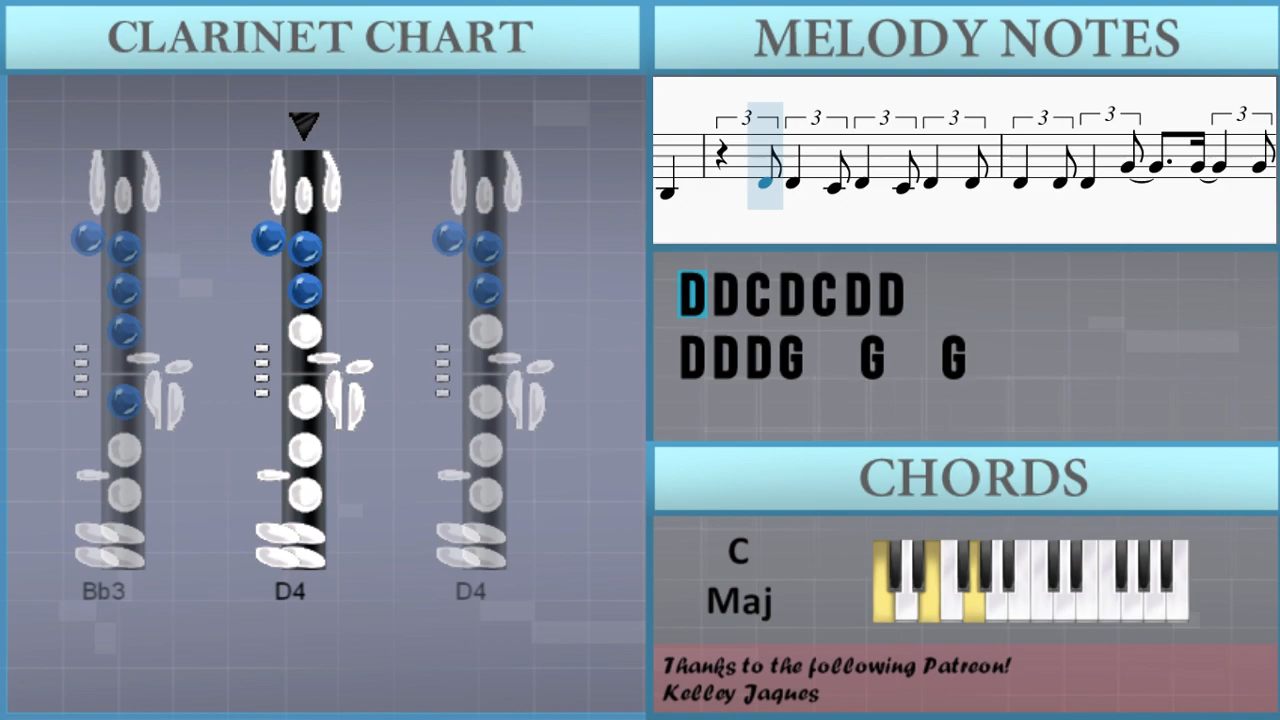 CLARINET CHART
Bb3
D4
D4
MELODY NOTES
3 3 3 3 3 3 3
DDCDCDD
DDDG G G
CHORDS
C
Maj
Thanks to the following Patreon!
Kelley Jaques